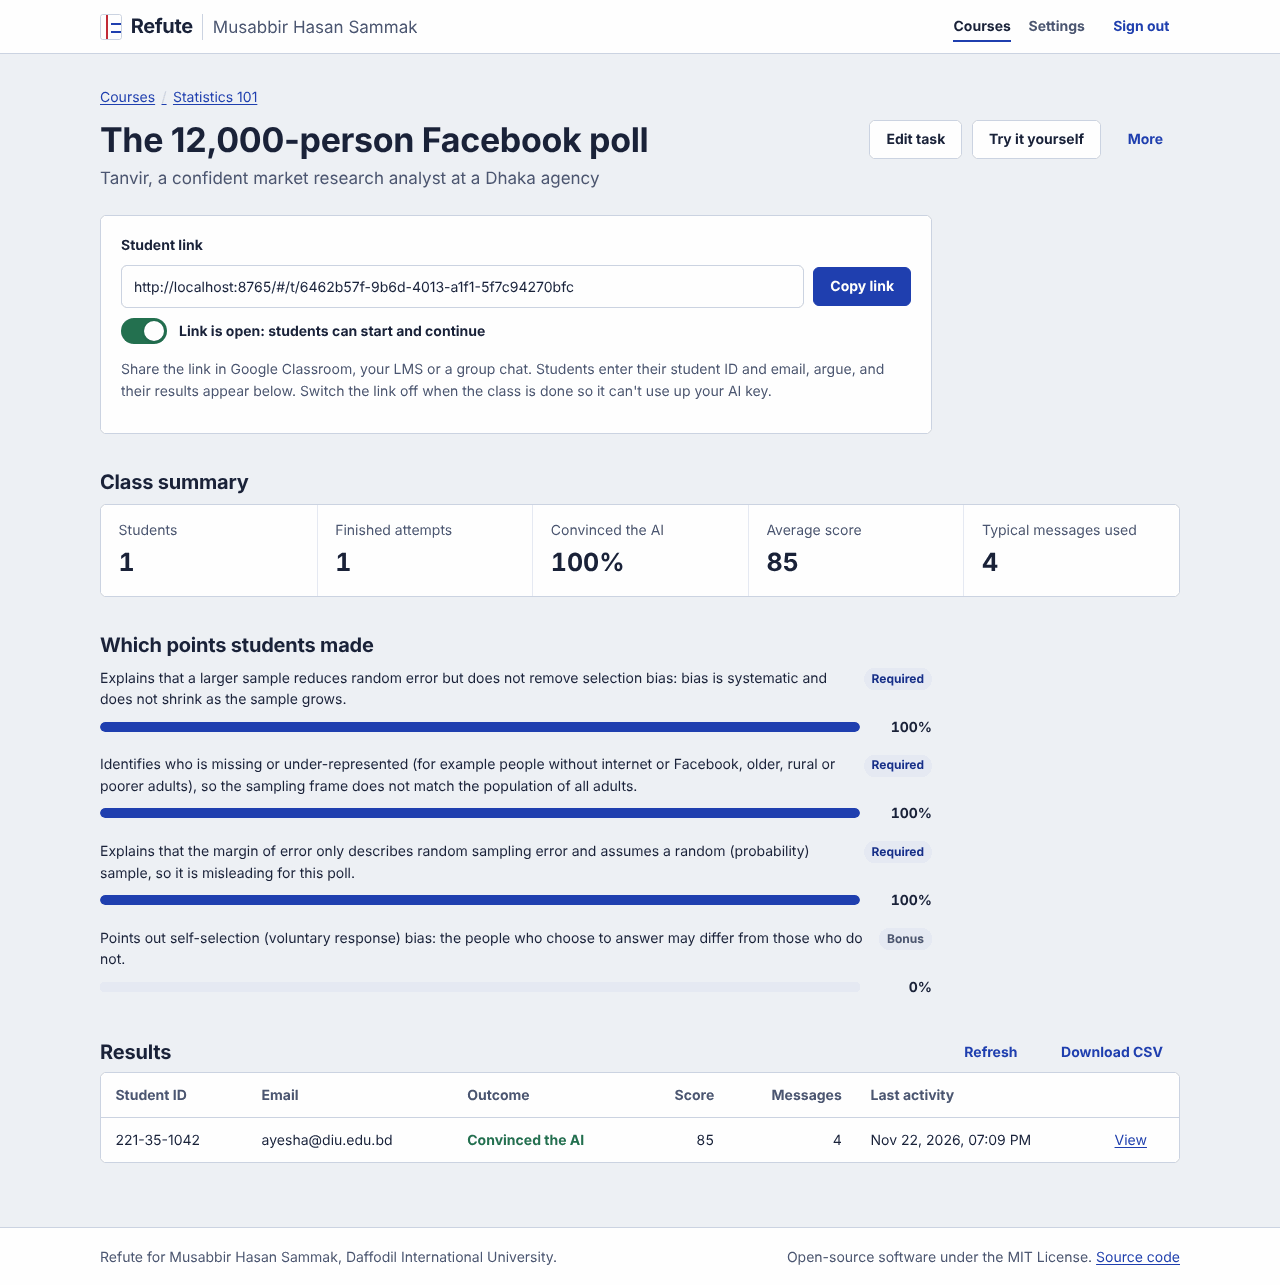 Refute Musabbir Hasan Sammak Courses Settings Sign out
Courses / Statistics 101
The 12,000-person Facebook poll Edit task Try it yourself More
Tanvir, a confident market research analyst at a Dhaka agency
Student link
http://localhost:8765/#/t/6462b57f-9b6d-4013-a1f1-5f7c94270bfc Copy link
Link is open: students can start and continue
Share the link in Google Classroom, your LMS or a group chat. Students enter their student ID and email, argue, and
their results appear below. Switch the link off when the class is done so it can't use up your AI key.
Class summary
Students Finished attempts Convinced the AI Average score Typical messages used
1 1 100% 85 4
Which points students made
Explains that a larger sample reduces random error but does not remove selection bias: bias is systematic and Required
does not shrink as the sample grows.
100%
Identifies who is missing or under-represented (for example people without internet or Facebook, older, rural or Required
poorer adults), so the sampling frame does not match the population of all adults.
100%
Explains that the margin of error only describes random sampling error and assumes a random (probability) Required
sample, so it is misleading for this poll.
100%
Points out self-selection (voluntary response) bias: the people who choose to answer may differ from those who do Bonus
not.
0%
Results Refresh Download CSV
Student ID Email Outcome Score Messages Last activity
221-35-1042 ayesha@diu.edu.bd Convinced the AI 85 4 Nov 22, 2026, 07:09 PM View
Refute for Musabbir Hasan Sammak, Daffodil International University. Open-source software under the MIT License. Source code